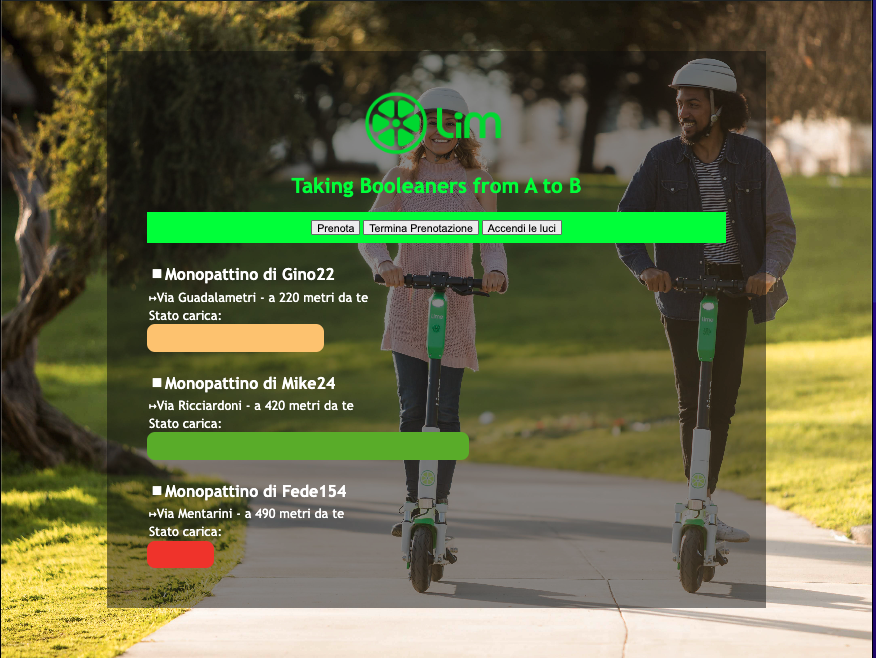 Lim
Taking Booleaners from A to B
Prenota Termina Prenotazione Accendi le luci
Monopattino di Gino22
↦Via Guadalametri - a 220 metri da te
Stato carica:
Monopattino di Mike24
↦Via Ricciardoni - a 420 metri da te
Stato carica:
Monopattino di Fede154
↦Via Mentarini - a 490 metri da te
Stato carica: